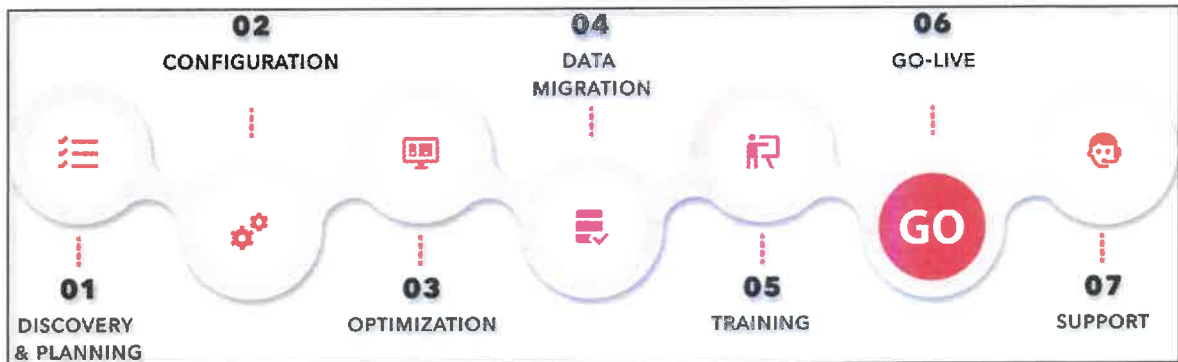 01
DISCOVERY
& PLANNING
02
CONFIGURATION
03
OPTIMIZATION
04
DATA
MIGRATION
05
TRAINING
06
GO-LIVE
GO
07
SUPPORT